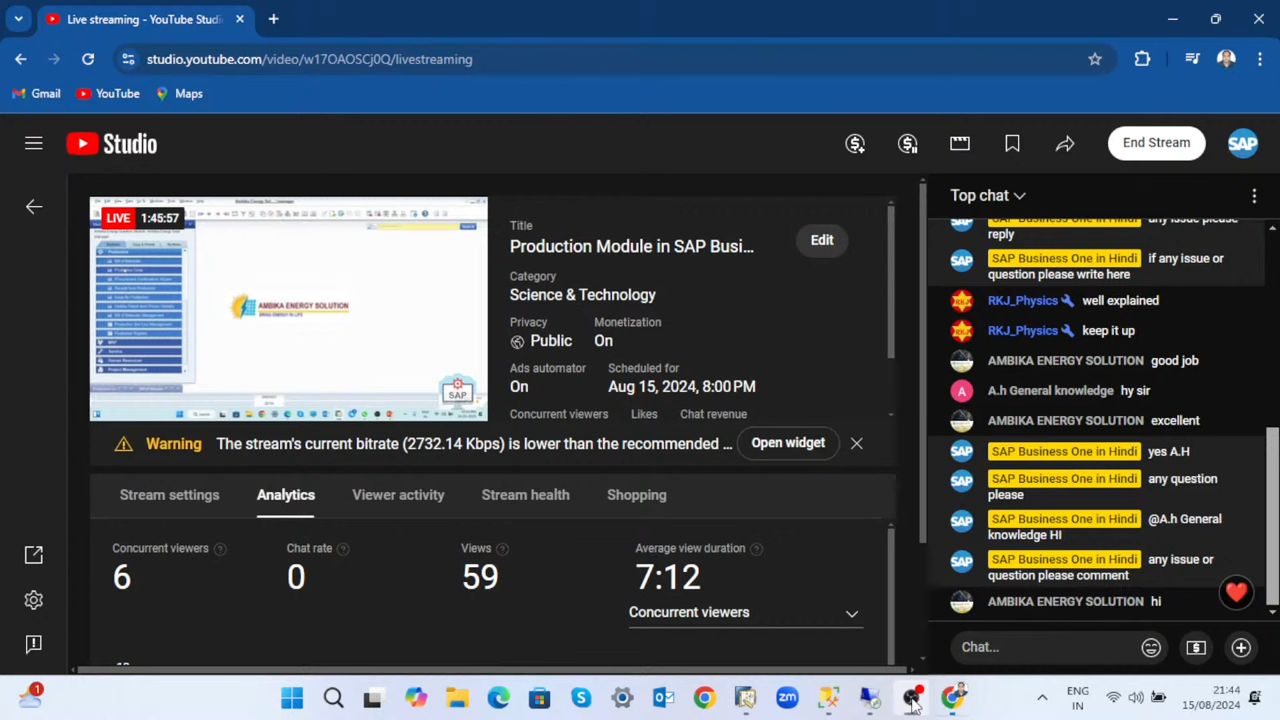 Live streaming - YouTube Studi
studio.youtube.com/video/w17OAOSCj0Q/livestreaming
Gmail YouTube Maps
Studio
End Stream
SAP
LIVE 1:45:57
AMBIKA ENERGY SOLUTION
SAP
Title
Production Module in SAP Busi...
Edit
Category
Science & Technology
Privacy Monetization
Public On
Ads automator Scheduled for
On Aug 15, 2024, 8:00 PM
Concurrent viewers Likes Chat revenue
Warning The stream's current bitrate (2732.14 Kbps) is lower than the recommended ... Open widget
Stream settings Analytics Viewer activity Stream health Shopping
Concurrent viewers Chat rate Views Average view duration
6 0 59 7:12
Concurrent viewers
Top chat
SAP Business One in Hindi any issue please
reply
SAP Business One in Hindi if any issue or
question please write here
RKJ_Physics well explained
RKJ_Physics keep it up
AMBIKA ENERGY SOLUTION good job
A A.h General knowledge hy sir
AMBIKA ENERGY SOLUTION excellent
SAP SAP Business One in Hindi yes A.H
SAP SAP Business One in Hindi any question
please
SAP SAP Business One in Hindi @A.h General
knowledge HI
SAP SAP Business One in Hindi any issue or
question please comment
AMBIKA ENERGY SOLUTION hi
Chat...
1
zm
ENG
IN
21:44
15/08/2024